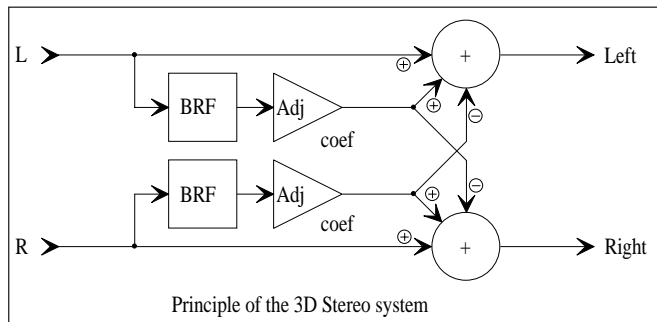 L
+
Left
⊕
BRF
Adj
⊕
⊖
coef
BRF
Adj
⊕
⊖
coef
R
⊕
+
Right
Principle of the 3D Stereo system